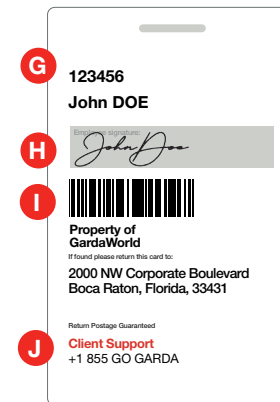 G
123456
John DOE
H
Employee signature:
John Doe
I
Property of
GardaWorld
If found please return this card to:
2000 NW Corporate Boulevard
Boca Raton, Florida, 33431
Return Postage Guaranteed
J
Client Support
+1 855 GO GARDA